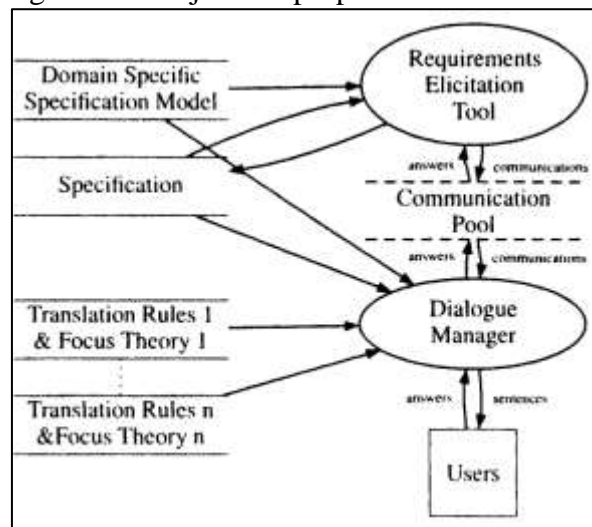 Domain Specific
Specification Model
Requirements
Elicitation
Tool
answers
communications
Specification
Communication
Pool
answers
communications
Translation Rules 1
& Focus Theory 1
Dialogue
Manager
Translation Rules n
&Focus Theory n
answers
sentences
Users